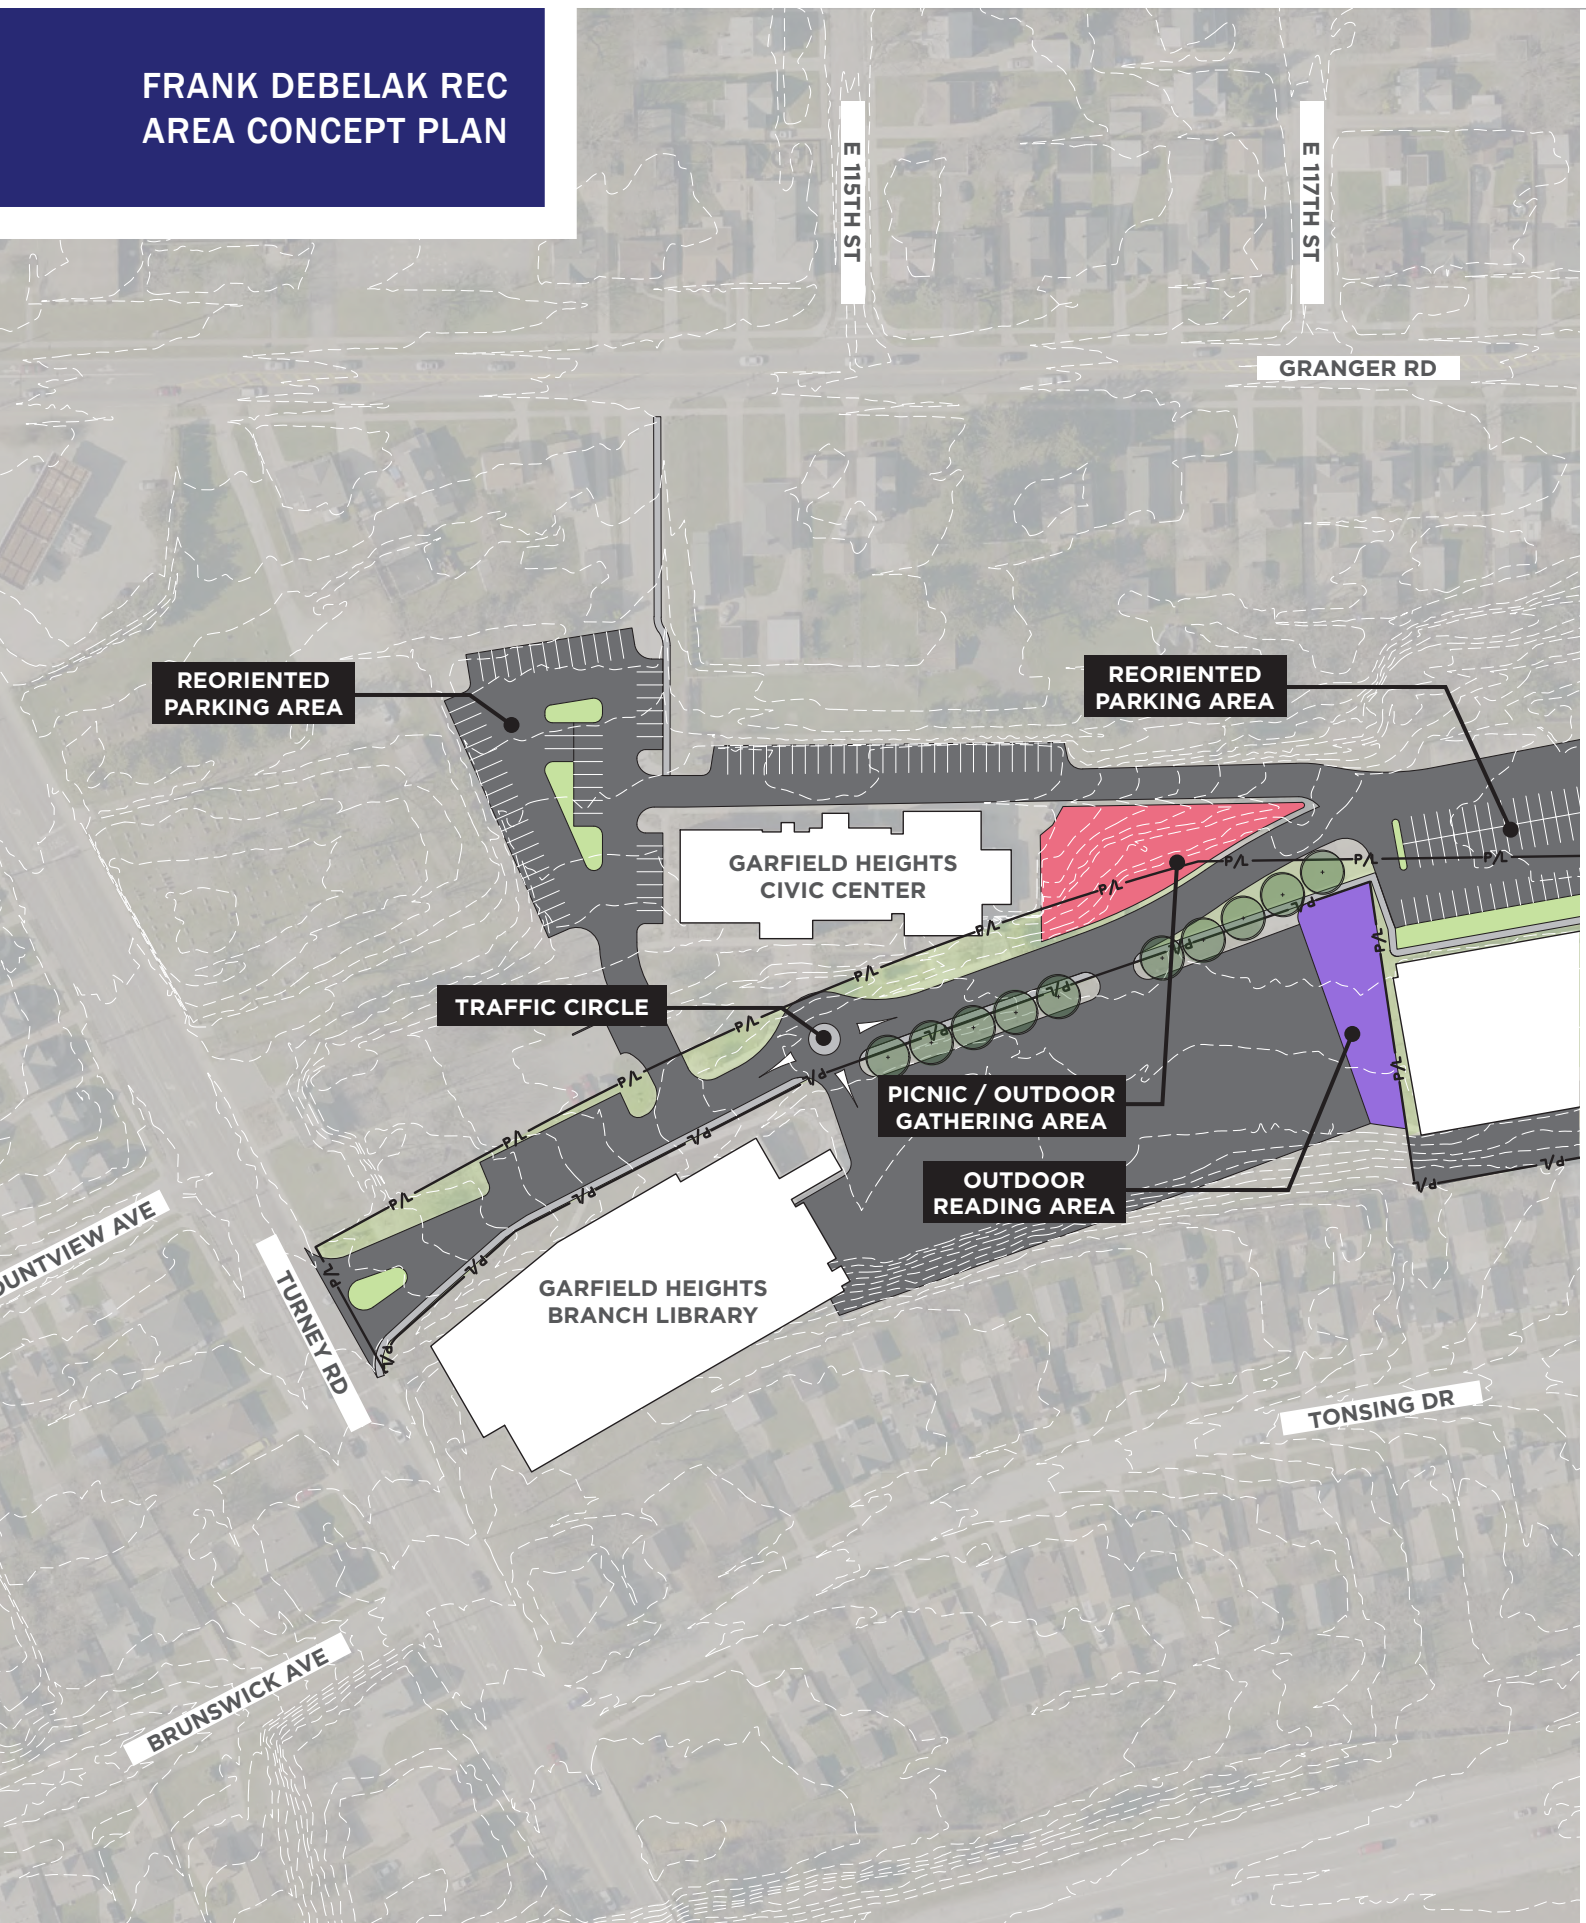 FRANK DEBELAK REC
AREA CONCEPT PLAN
E 115TH ST
E 117TH ST
GRANGER RD
REORIENTED
PARKING AREA
REORIENTED
PARKING AREA
GARFIELD HEIGHTS
CIVIC CENTER
P/L
P/L
P/L
P/L
P/L
P/L
P/L
P/L
P/L
P/L
TRAFFIC CIRCLE
P/L
P/L
P/L
P/L
P/L
P/L
PICNIC / OUTDOOR
GATHERING AREA
P/L
P/L
P/L
OUTDOOR
READING AREA
P/L
P/L
P/L
P/L
P/L
P/L
OUNTVIEW AVE
TURNEY RD
GARFIELD HEIGHTS
BRANCH LIBRARY
TONSING DR
BRUNSWICK AVE